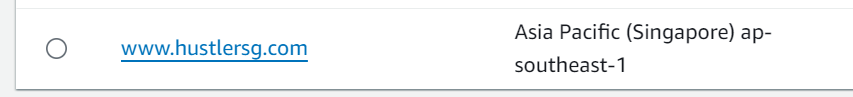 www.hustlersg.com
Asia Pacific (Singapore) ap-
southeast-1